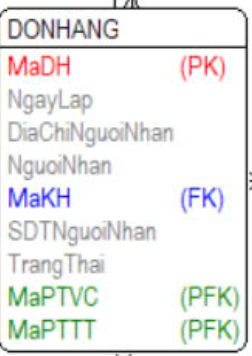 DONHANG
MaDH (PK)
NgayLap
DiaChiNguoiNhan
NguoiNhan
MaKH (FK)
SDTNguoiNhan
TrangThai
MaPTVC (PFK)
MaPTTT (PFK)